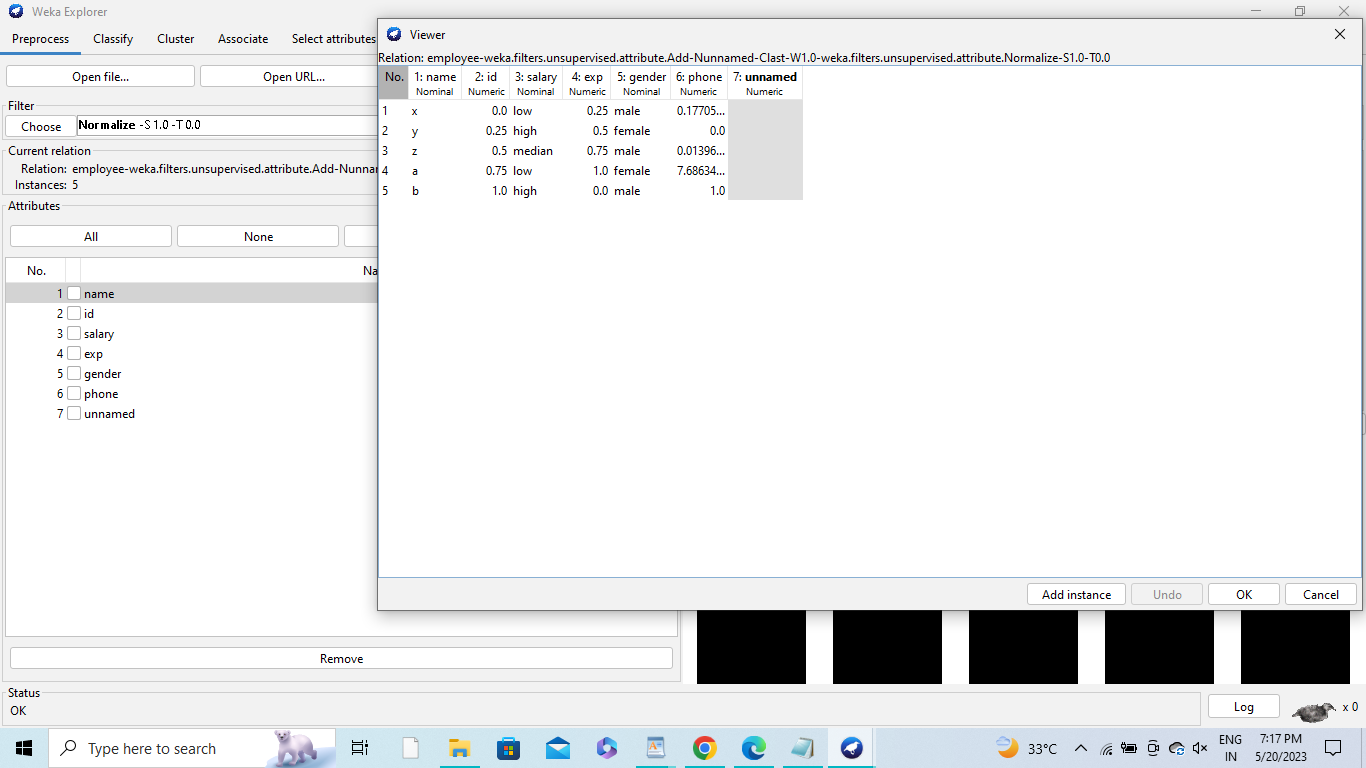 Weka Explorer
Preprocess Classify Cluster Associate Select attributes
Open file... Open URL...
Filter
Choose Normalize -S 1.0 -T 0.0
Current relation
Relation: employee-weka.filters.unsupervised.attribute.Add-Nunna
Instances: 5
Attributes
All None
No. Na
1 name
2 id
3 salary
4 exp
5 gender
6 phone
7 unnamed
Remove
Status
OK
Log x 0
Viewer
Relation: employee-weka.filters.unsupervised.attribute.Add-Nunnamed-Clast-W1.0-weka.filters.unsupervised.attribute.Normalize-S1.0-T0.0
No. 1: name 2: id 3: salary 4: exp 5: gender 6: phone 7: unnamed
Nominal Numeric Nominal Numeric Nominal Numeric Numeric
1 x 0.0 low 0.25 male 0.17705...
2 y 0.25 high 0.5 female 0.0
3 z 0.5 median 0.75 male 0.01396...
4 a 0.75 low 1.0 female 7.68634...
5 b 1.0 high 0.0 male 1.0
Add instance Undo OK Cancel
Type here to search
33°C
ENG
IN
7:17 PM
5/20/2023